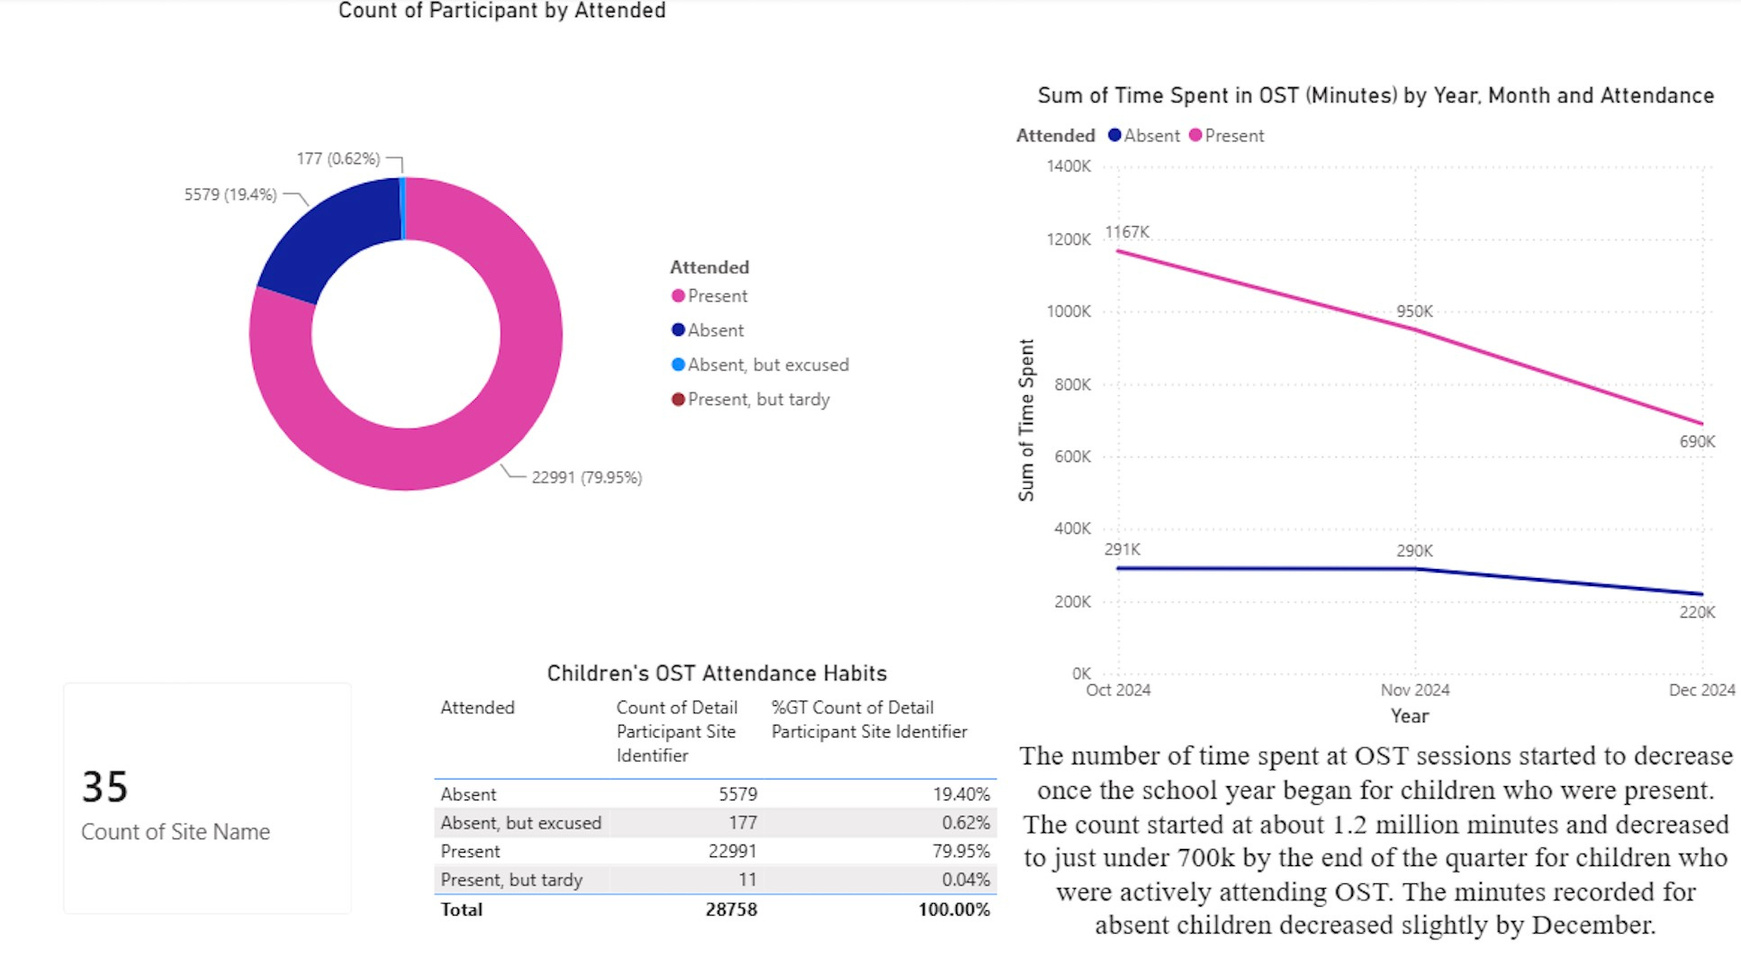 Count of Participant by Attended
177 (0.62%)
5579 (19.4%)
22991 (79.95%)
Attended
Present
Absent
Absent, but excused
Present, but tardy
Sum of Time Spent in OST (Minutes) by Year, Month and Attendance
Attended Absent Present
1400K
1200K
1000K
800K
600K
400K
200K
0K
Sum of Time Spent
1167K
950K
690K
291K
290K
220K
Oct 2024 Nov 2024 Dec 2024
Year
35
Count of Site Name
Children's OST Attendance Habits
Attended Count of Detail %GT Count of Detail
Participant Site Participant Site Identifier
Identifier
Absent 5579 19.40%
Absent, but excused 177 0.62%
Present 22991 79.95%
Present, but tardy 11 0.04%
Total 28758 100.00%
The number of time spent at OST sessions started to decrease
once the school year began for children who were present.
The count started at about 1.2 million minutes and decreased
to just under 700k by the end of the quarter for children who
were actively attending OST. The minutes recorded for
absent children decreased slightly by December.